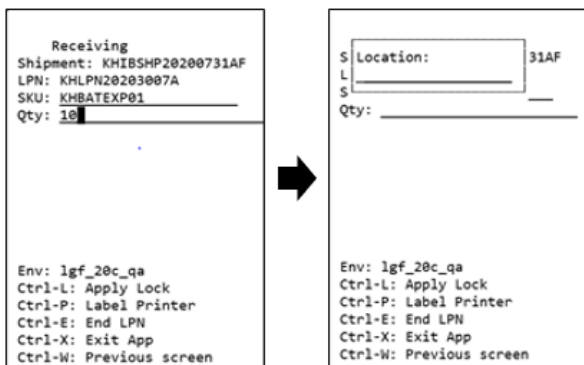 Receiving
Shipment: KHIBSHP20200731AF
LPN: KHLPN20203007A
SKU: KHBATEXP01
Qty: 10
Env: lgf_20c_qa
Ctrl-L: Apply Lock
Ctrl-P: Label Printer
Ctrl-E: End LPN
Ctrl-X: Exit App
Ctrl-W: Previous screen
S Location: 31AF
L
S
Qty:
Env: lgf_20c_qa
Ctrl-L: Apply Lock
Ctrl-P: Label Printer
Ctrl-E: End LPN
Ctrl-X: Exit App
Ctrl-W: Previous screen